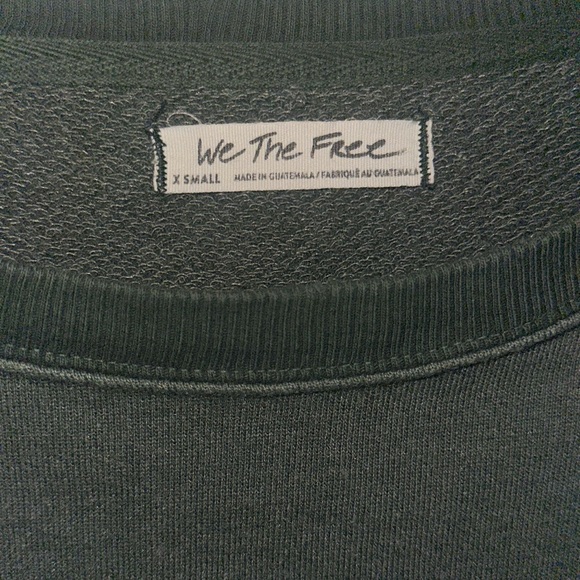 We The Free
X SMALL MADE IN GUATEMALA / FABRIQUÉ AU GUATEMALA